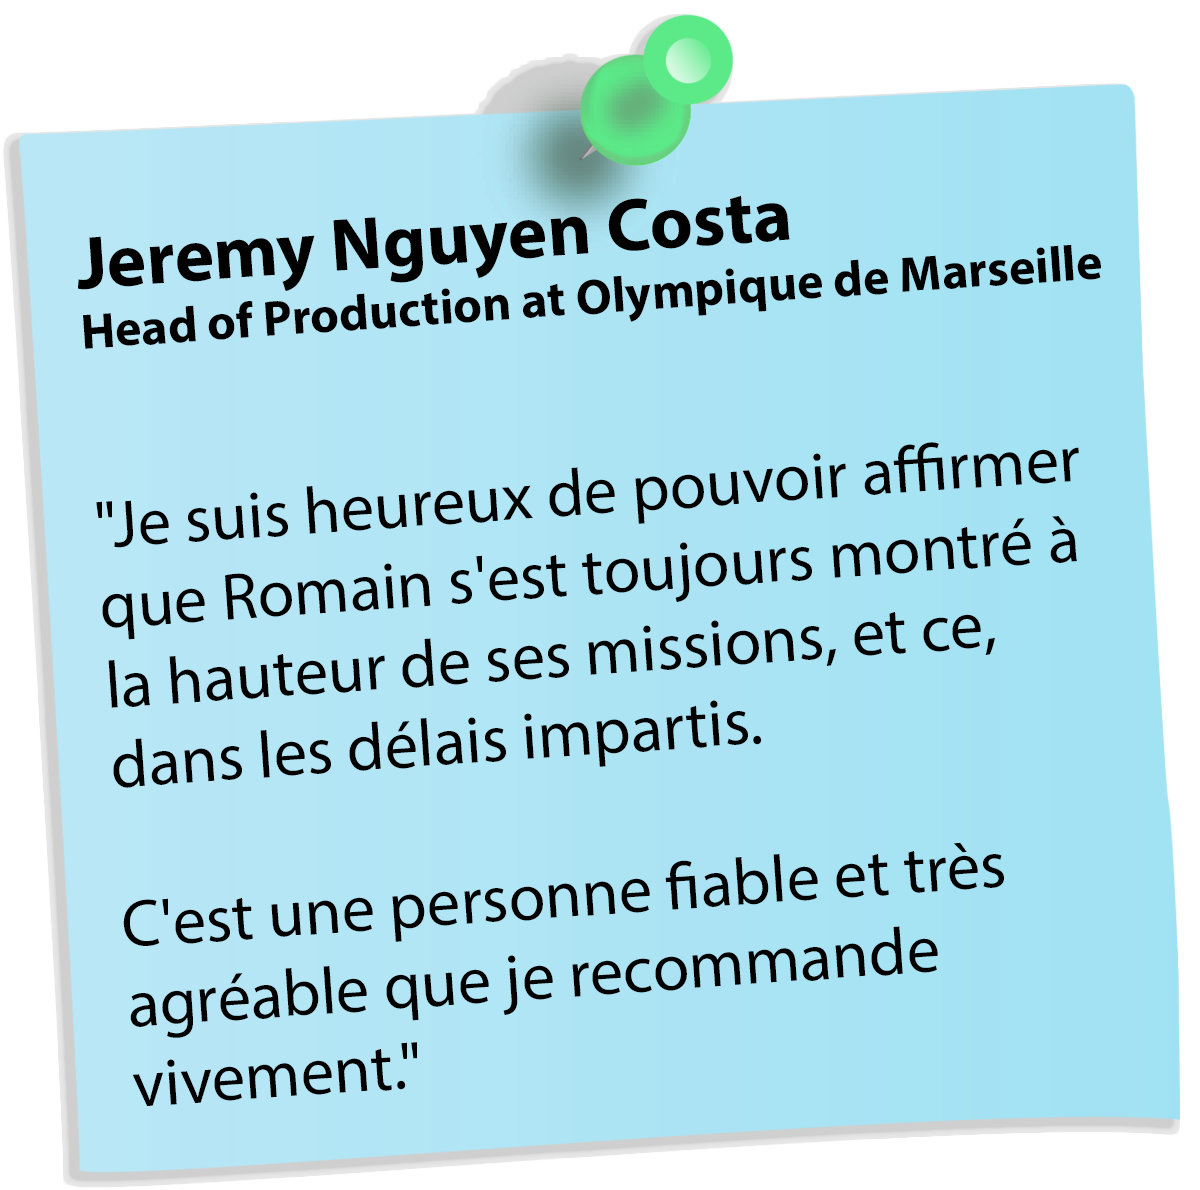 Jeremy Nguyen Costa
Head of Production at Olympique de Marseille
"Je suis heureux de pouvoir affirmer
que Romain s'est toujours montré à
la hauteur de ses missions, et ce,
dans les délais impartis.
C'est une personne fiable et très
agréable que je recommande
vivement."